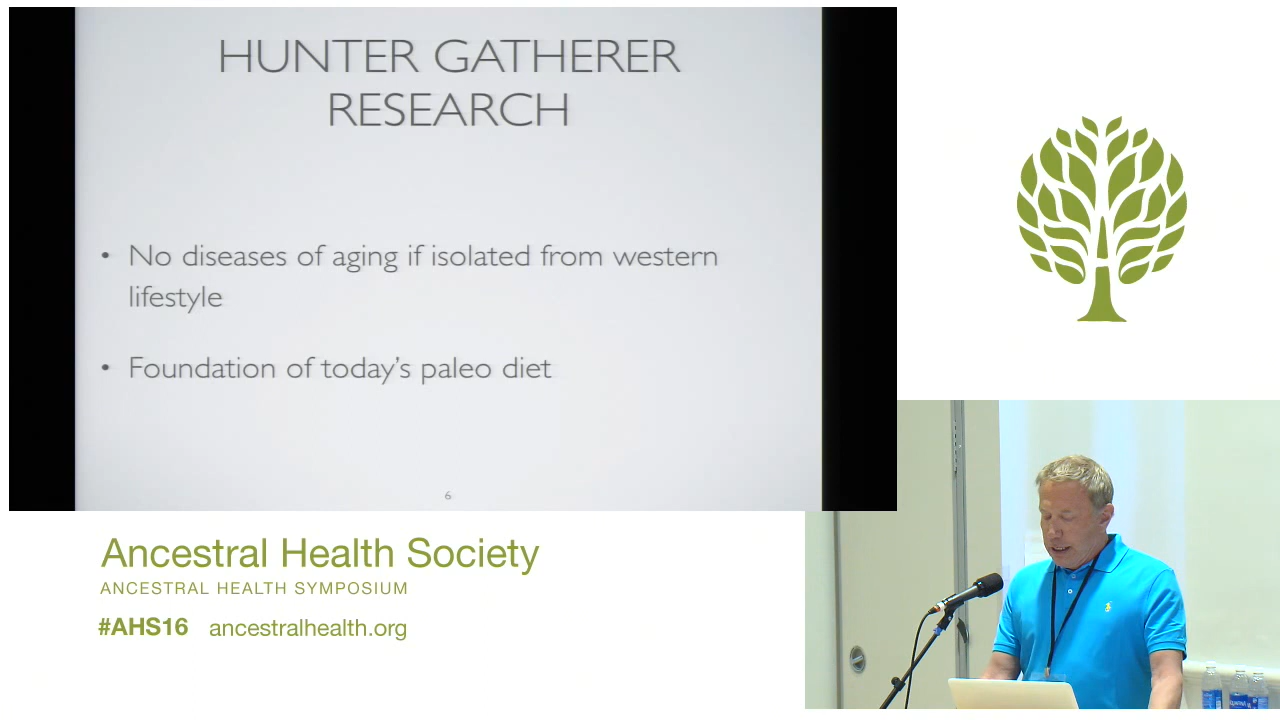 HUNTER GATHERER
RESEARCH
• No diseases of aging if isolated from western
lifestyle
• Foundation of today's paleo diet
6
Ancestral Health Society
ANCESTRAL HEALTH SYMPOSIUM
#AHS16 ancestralhealth.org